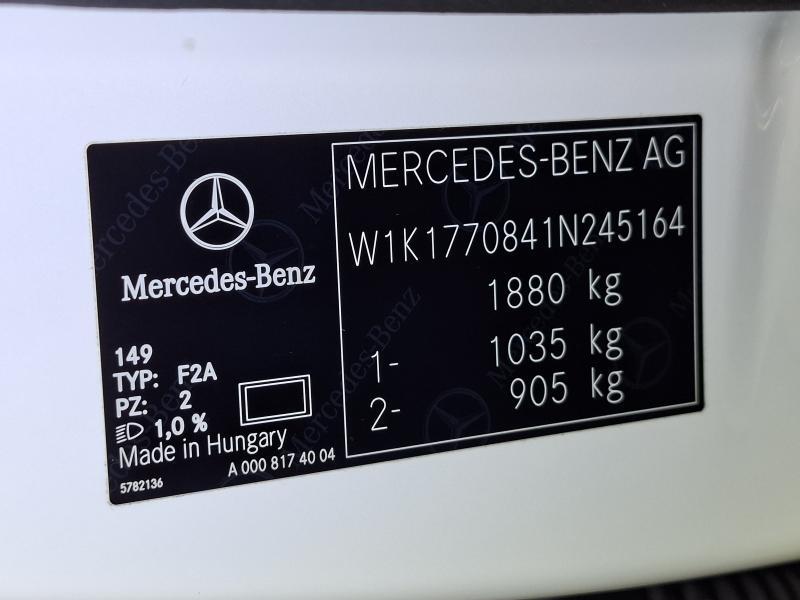 Mercedes-Benz
149
TYP: F2A
PZ: 2
1,0 %
Made in Hungary
A 000 817 40 04
5782136
MERCEDES-BENZ AG
W1K1770841N245164
1880 kg
1- 1035 kg
2- 905 kg